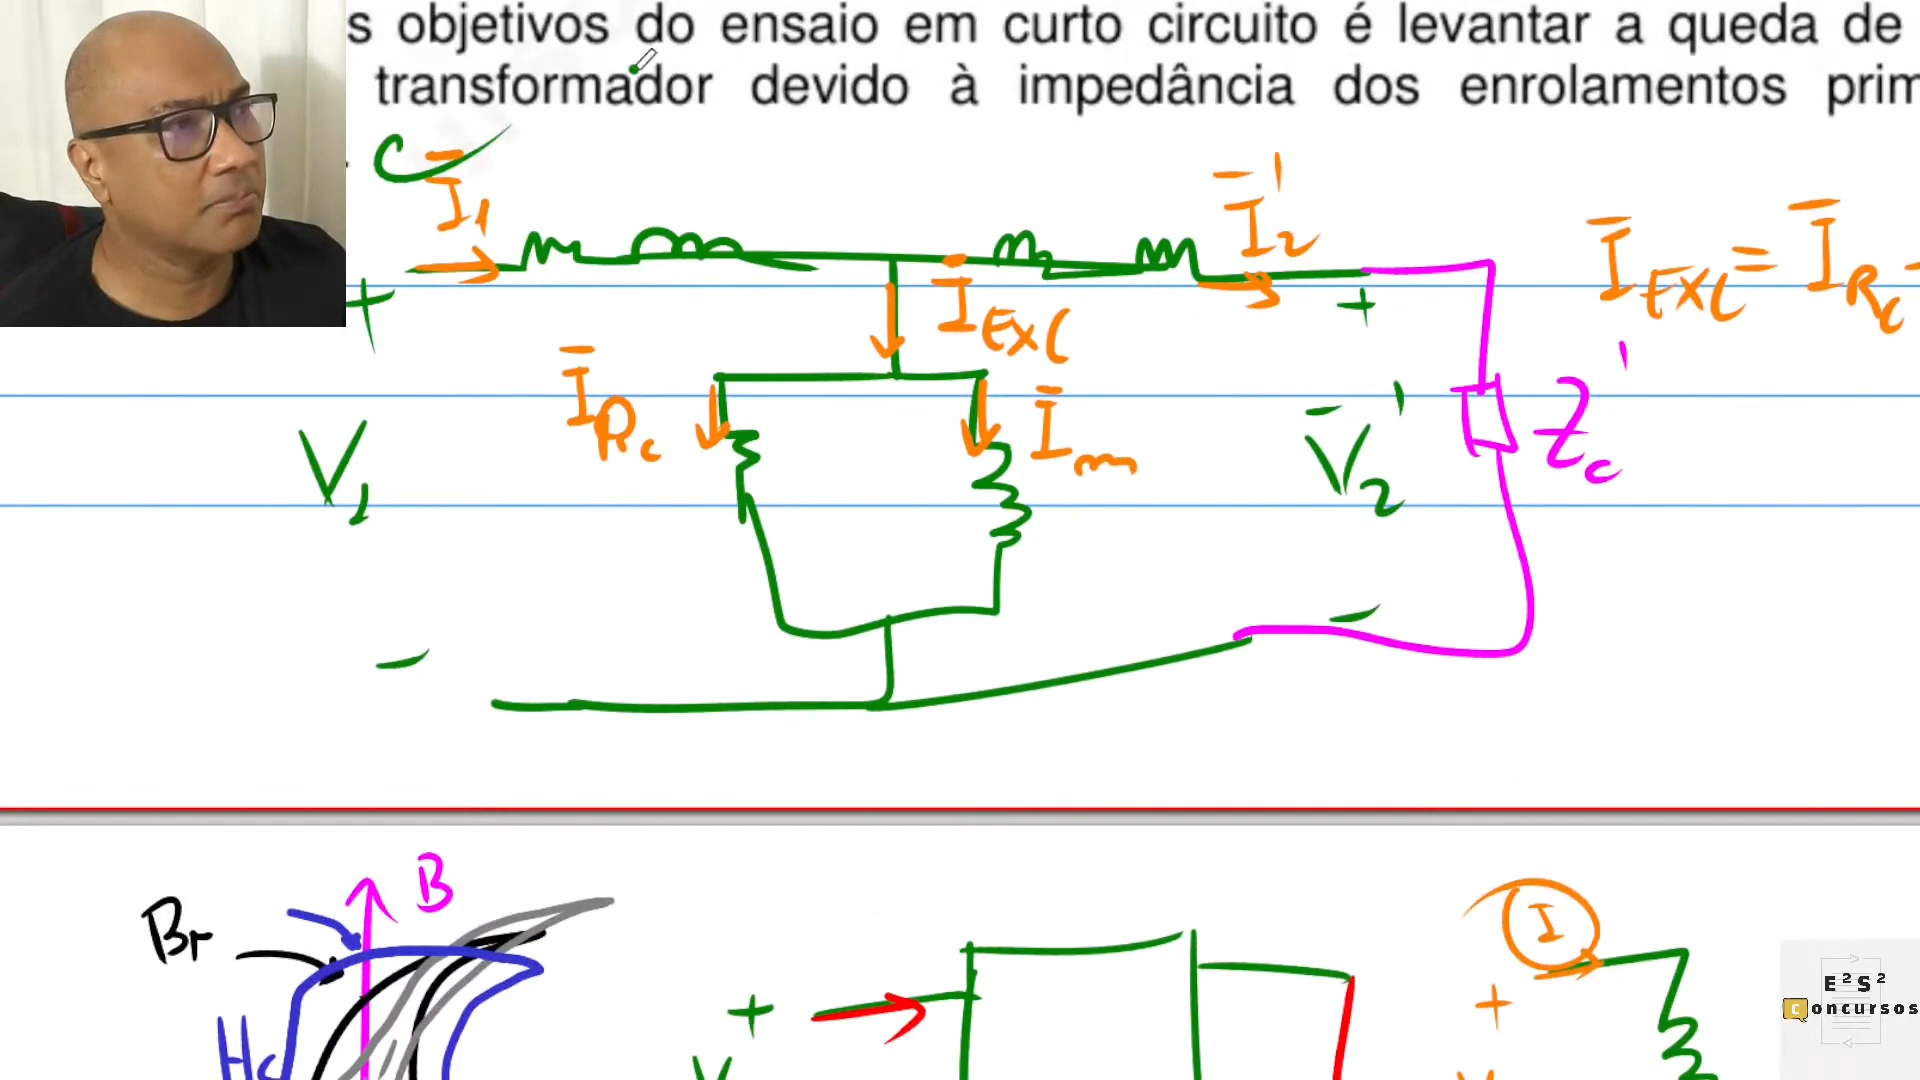 s objetivos do ensaio em curto circuito é levantar a queda de
transformador devido à impedância dos enrolamentos prim
C
I1
I2'
IEXC = IRc
+
+
IEXC
IRc
Im
V1
V2'
Zc'
−
−
B
Br
I
+
+
Hc
V
V
E²S²
Concursos